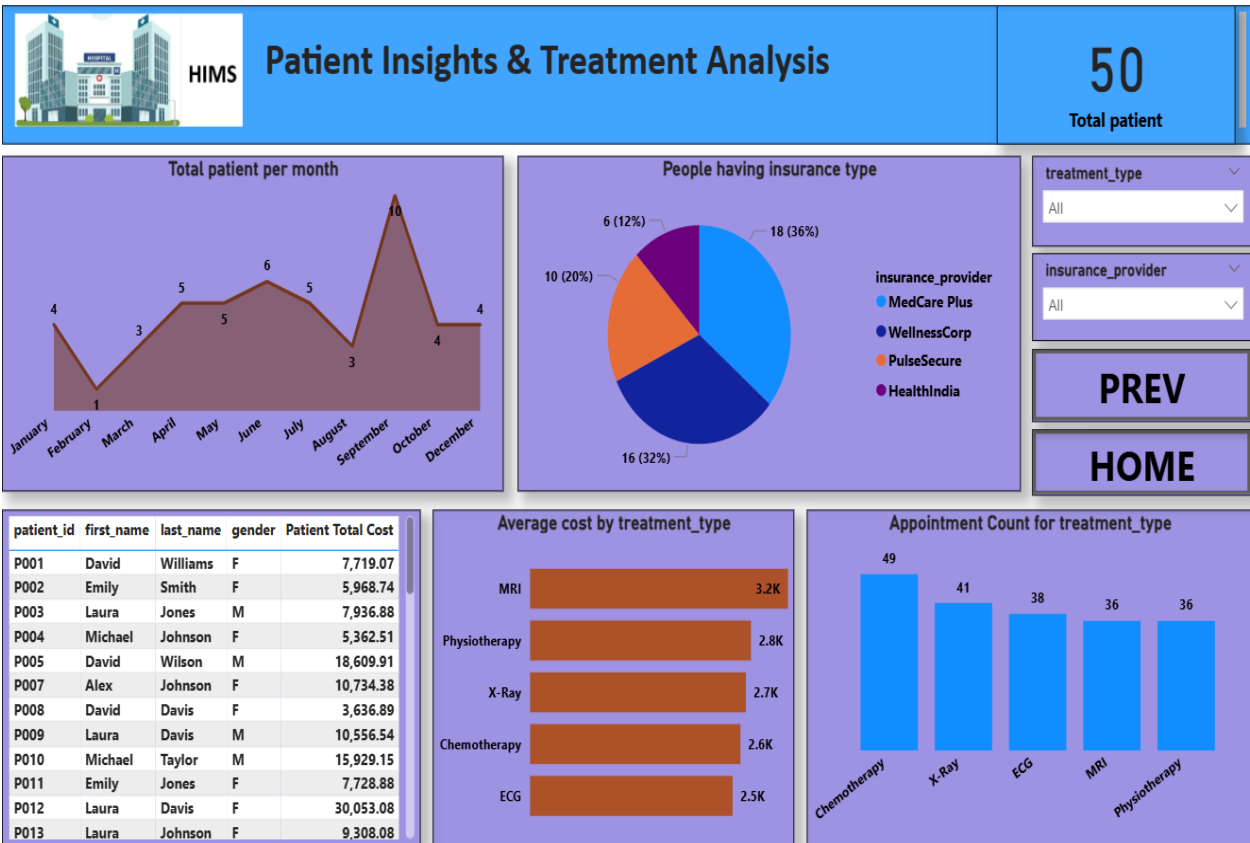 HOSPITAL
HIMS
Patient Insights & Treatment Analysis
50
Total patient
Total patient per month
4
1
3
5
5
6
5
3
10
4
4
January
February
March
April
May
June
July
August
September
October
December
People having insurance type
6 (12%)
18 (36%)
10 (20%)
16 (32%)
insurance_provider
MedCare Plus
WellnessCorp
PulseSecure
HealthIndia
treatment_type
All
insurance_provider
All
PREV
HOME
patient_id first_name last_name gender Patient Total Cost
P001 David Williams F 7,719.07
P002 Emily Smith F 5,968.74
P003 Laura Jones M 7,936.88
P004 Michael Johnson F 5,362.51
P005 David Wilson M 18,609.91
P007 Alex Johnson F 10,734.38
P008 David Davis F 3,636.89
P009 Laura Davis M 10,556.54
P010 Michael Taylor M 15,929.15
P011 Emily Jones F 7,728.88
P012 Laura Davis F 30,053.08
P013 Laura Johnson F 9,308.08
Average cost by treatment_type
MRI 3.2K
Physiotherapy 2.8K
X-Ray 2.7K
Chemotherapy 2.6K
ECG 2.5K
Appointment Count for treatment_type
49
41
38
36
36
Chemotherapy
X-Ray
ECG
MRI
Physiotherapy